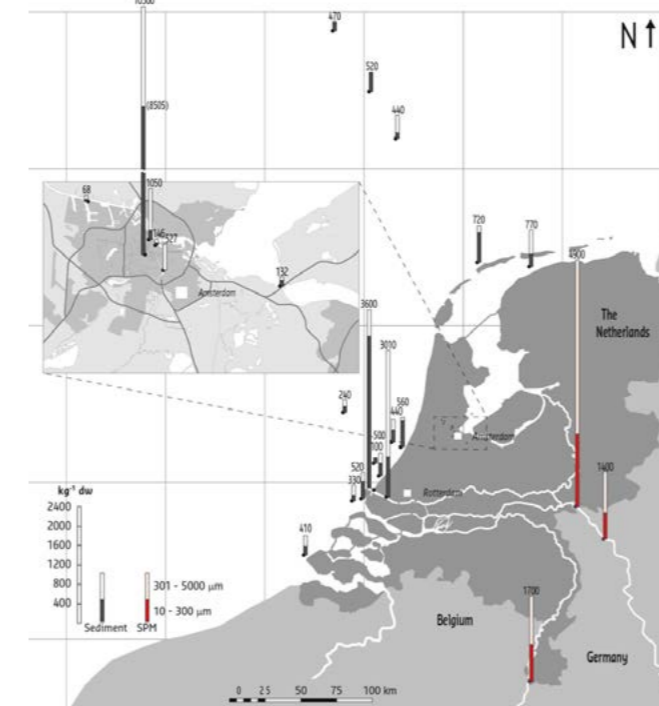 470
N
520
(8505)
440
1050
68
146
527
720
770
132
4900
Amsterdam
The
Netherlands
3600
3010
240
560
440
Amsterdam
500
100
520
330
Rotterdam
1400
kg⁻¹ dw
2400
2000
1600
1200
800
400
301 - 5000 µm
10 - 300 µm
Sediment SPM
410
1700
Belgium
Germany
0 25 50 75 100 km